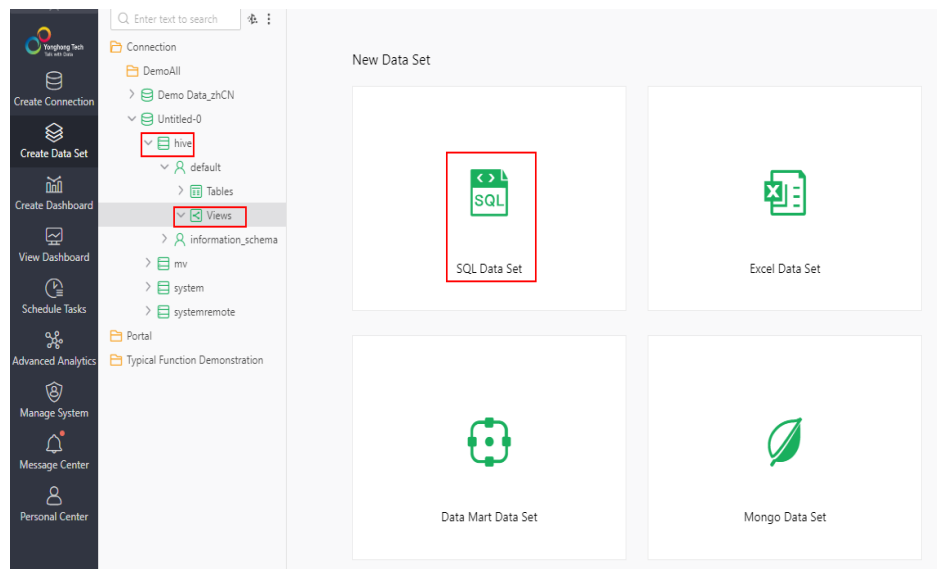 Yonghong Tech
Talk with Data
Create Connection
Create Data Set
Create Dashboard
View Dashboard
Schedule Tasks
Advanced Analytics
Manage System
Message Center
Personal Center
Enter text to search
Connection
DemoAll
Demo Data_zhCN
Untitled-0
hive
default
Tables
Views
information_schema
mv
system
systemremote
Portal
Typical Function Demonstration
New Data Set
SQL
SQL Data Set
X
Excel Data Set
Data Mart Data Set
Mongo Data Set